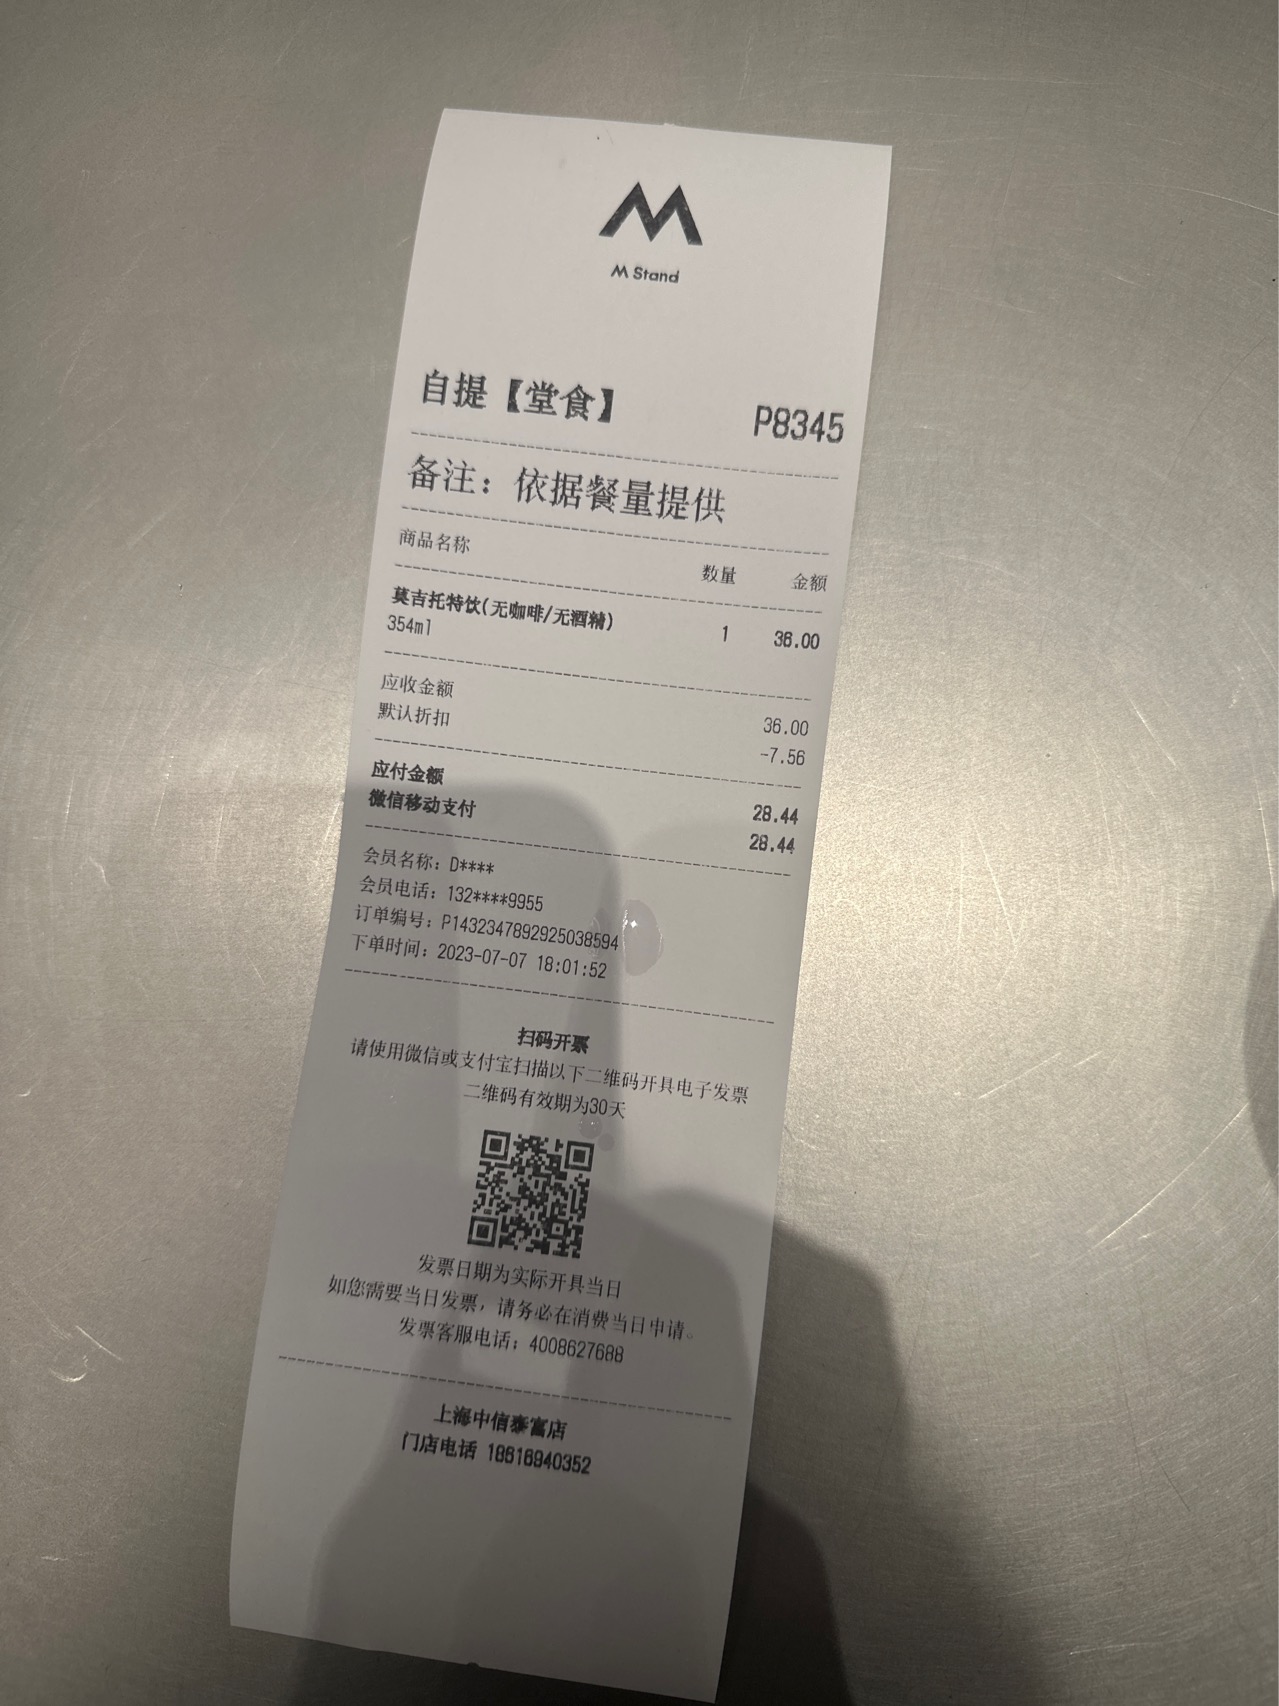 M
M Stand
自提【堂食】 P8345
备注：依据餐量提供
商品名称 数量 金额
莫吉托特饮(无咖啡/无酒精) 1 36.00
354ml
应收金额 36.00
默认折扣 -7.56
应付金额 28.44
微信移动支付 28.44
会员名称：D****
会员电话：132****9955
订单编号：P1432347892925038594
下单时间：2023-07-07 18:01:52
扫码开票
请使用微信或支付宝扫描以下二维码开具电子发票
二维码有效期为30天
发票日期为实际开具当日
如您需要当日发票，请务必在消费当日申请。
发票客服电话：4008627688
上海中信泰富店
门店电话 18616940352